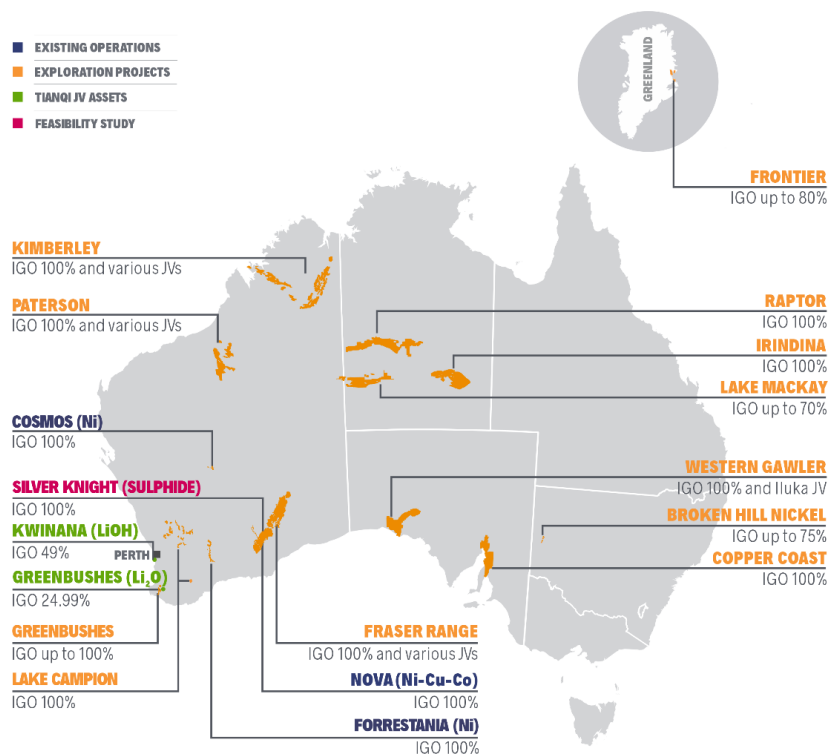 EXISTING OPERATIONS
EXPLORATION PROJECTS
TIANQI JV ASSETS
FEASIBILITY STUDY
GREENLAND
FRONTIER
IGO up to 80%
KIMBERLEY
IGO 100% and various JVs
PATERSON
IGO 100% and various JVs
COSMOS (Ni)
IGO 100%
SILVER KNIGHT (SULPHIDE)
IGO 100%
KWINANA (LiOH)
IGO 49%
PERTH
GREENBUSHES (Li₂O)
IGO 24.99%
GREENBUSHES
IGO up to 100%
LAKE CAMPION
IGO 100%
FRASER RANGE
IGO 100% and various JVs
NOVA (Ni-Cu-Co)
IGO 100%
FORRESTANIA (Ni)
IGO 100%
RAPTOR
IGO 100%
IRINDINA
IGO 100%
LAKE MACKAY
IGO up to 70%
WESTERN GAWLER
IGO 100% and Iluka JV
BROKEN HILL NICKEL
IGO up to 75%
COPPER COAST
IGO 100%